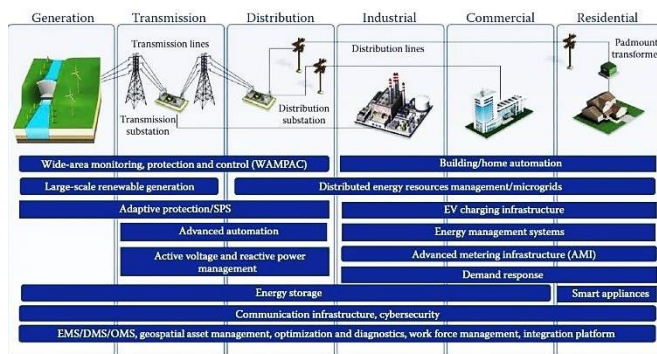 Generation Transmission Distribution Industrial Commercial Residential
Transmission lines
Distribution lines
Padmount
transformer
Transmission
substation
Distribution
substation
Wide-area monitoring, protection and control (WAMPAC)
Building/home automation
Large-scale renewable generation
Distributed energy resources management/microgrids
Adaptive protection/SPS
EV charging infrastructure
Advanced automation
Energy management systems
Active voltage and reactive power
management
Advanced metering infrastructure (AMI)
Demand response
Energy storage
Smart appliances
Communication infrastructure, cybersecurity
EMS/DMS/OMS, geospatial asset management, optimization and diagnostics, work force management, integration platform